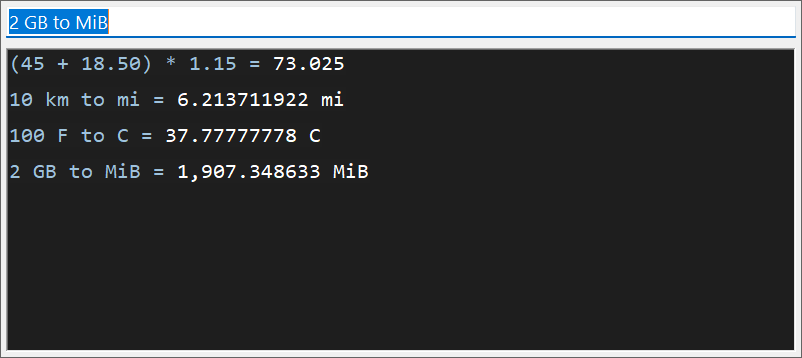 2 GB to MiB
(45 + 18.50) * 1.15 = 73.025
10 km to mi = 6.213711922 mi
100 F to C = 37.77777778 C
2 GB to MiB = 1,907.348633 MiB